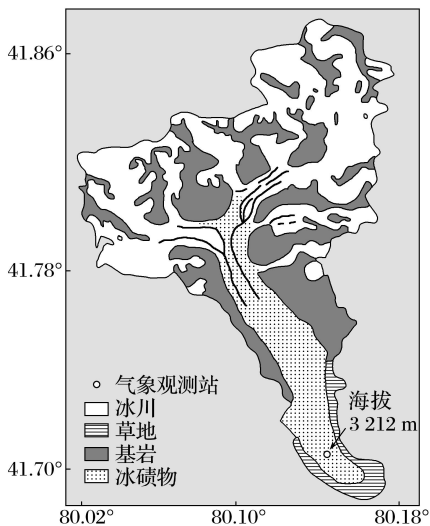 41.86°
41.78°
气象观测站
冰川
草地
基岩
冰碛物
海拔
3 212 m
41.70°
80.02°
80.10°
80.18°